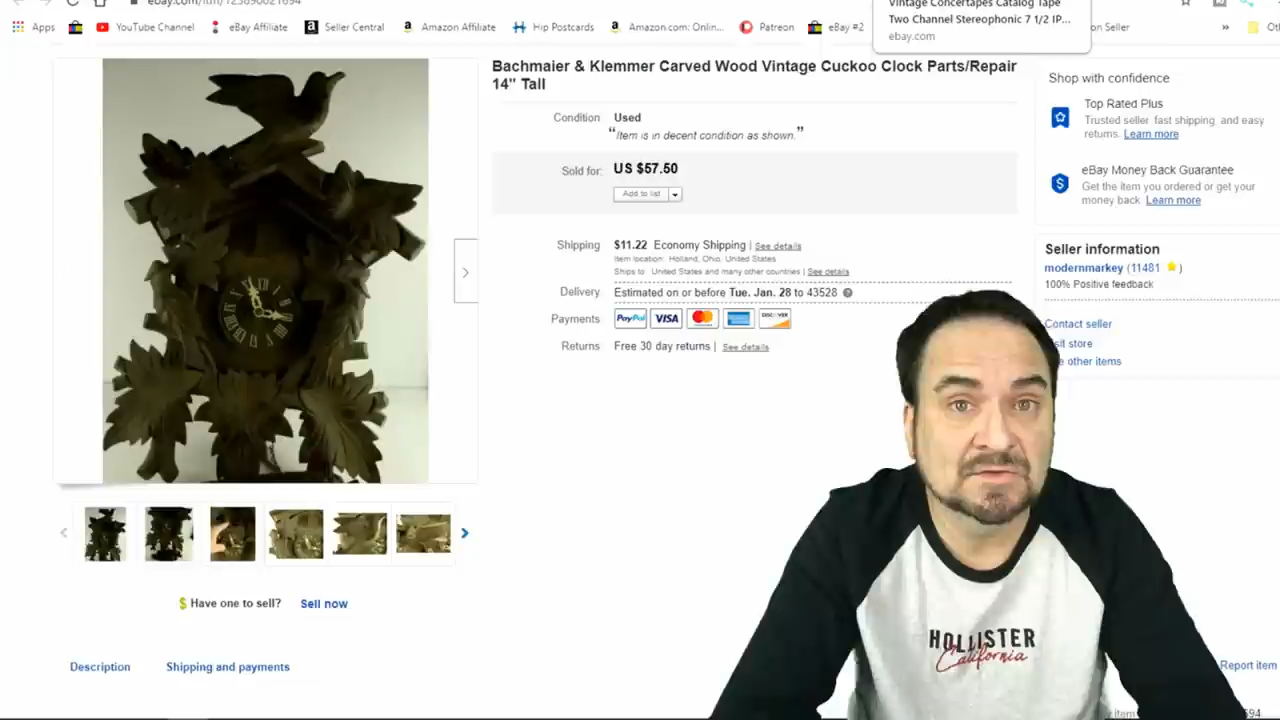 Vintage Concertapes Catalog Tape
Two Channel Stereophonic 7 1/2 IP...
ebay.com
Apps
YouTube Channel
eBay Affiliate
Seller Central
Amazon Affiliate
Hip Postcards
Amazon.com: Onlin...
Patreon
eBay #2
on Seller
»
Bachmaier & Klemmer Carved Wood Vintage Cuckoo Clock Parts/Repair
14" Tall
Condition Used
"Item is in decent condition as shown."
Sold for: US $57.50
Add to list
Shipping $11.22 Economy Shipping | See details
Item location: Holland, Ohio, United States
Ships to: United States and many other countries | See details
Delivery: Estimated on or before Tue. Jan. 28 to 43528
Payments: PayPal VISA DISCOVER
Returns: Free 30 day returns | See details
Shop with confidence
Top Rated Plus
Trusted seller, fast shipping, and easy
returns. Learn more
eBay Money Back Guarantee
Get the item you ordered or get your
money back. Learn more
Seller information
modernmarkey (11481 )
100% Positive feedback
Contact seller
sit store
e other items
$ Have one to sell? Sell now
Description Shipping and payments
Report item
HOLLISTER
California